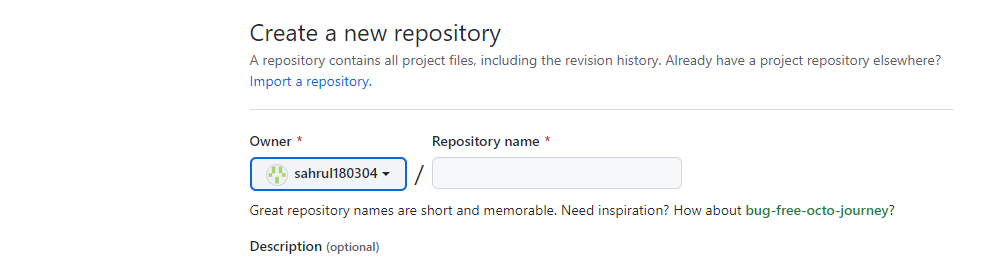 Create a new repository
A repository contains all project files, including the revision history. Already have a project repository elsewhere?
Import a repository.
Owner * Repository name *
sahrul180304 /
Great repository names are short and memorable. Need inspiration? How about bug-free-octo-journey?
Description (optional)